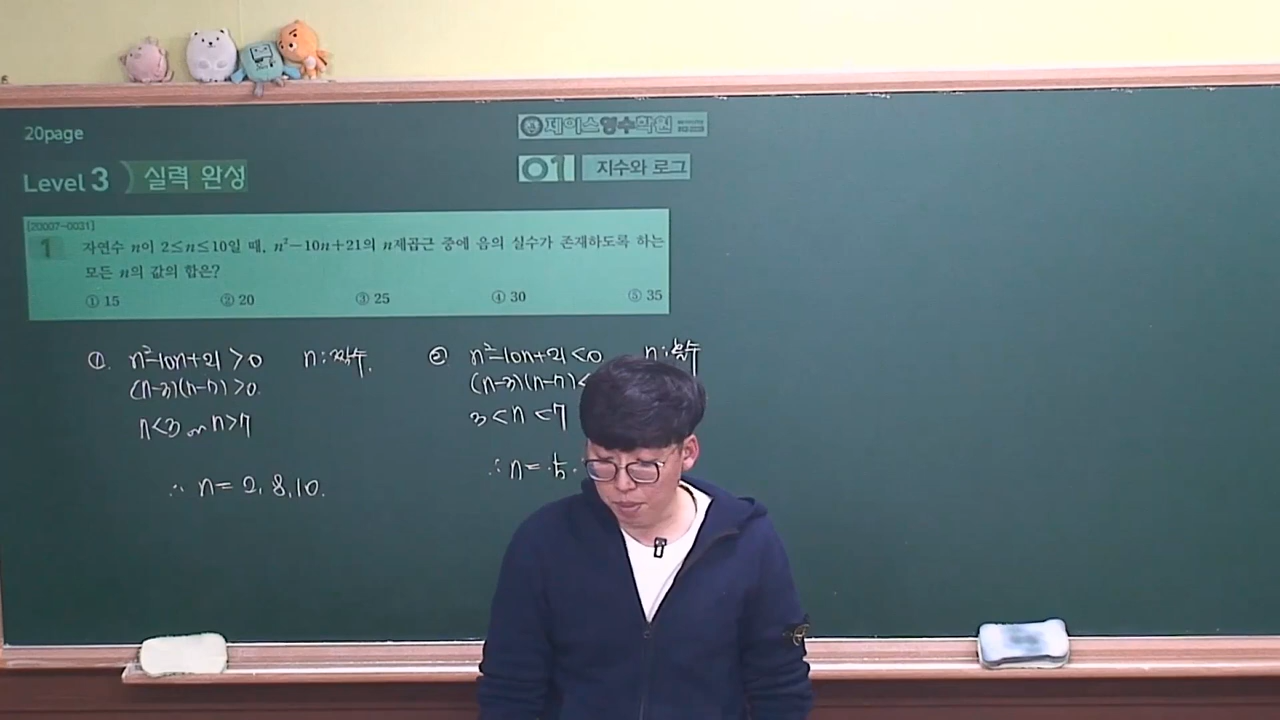 20page
제이스영수학원
Level 3 실력 완성
01 지수와 로그
[20007-0031]
1 자연수 n이 2≤n≤10일 때, n²-10n+21의 n제곱근 중에 음의 실수가 존재하도록 하는
모든 n의 값의 합은?
① 15 ② 20 ③ 25 ④ 30 ⑤ 35
①. n²-10n+21>0 n:짝수.
(n-3)(n-7)>0.
n<3 or n>7
∴ n=2, 8, 10.
② n²-10n+21<0 n:홀수
(n-3)(n-7)<
3<n<7
∴ n=5.